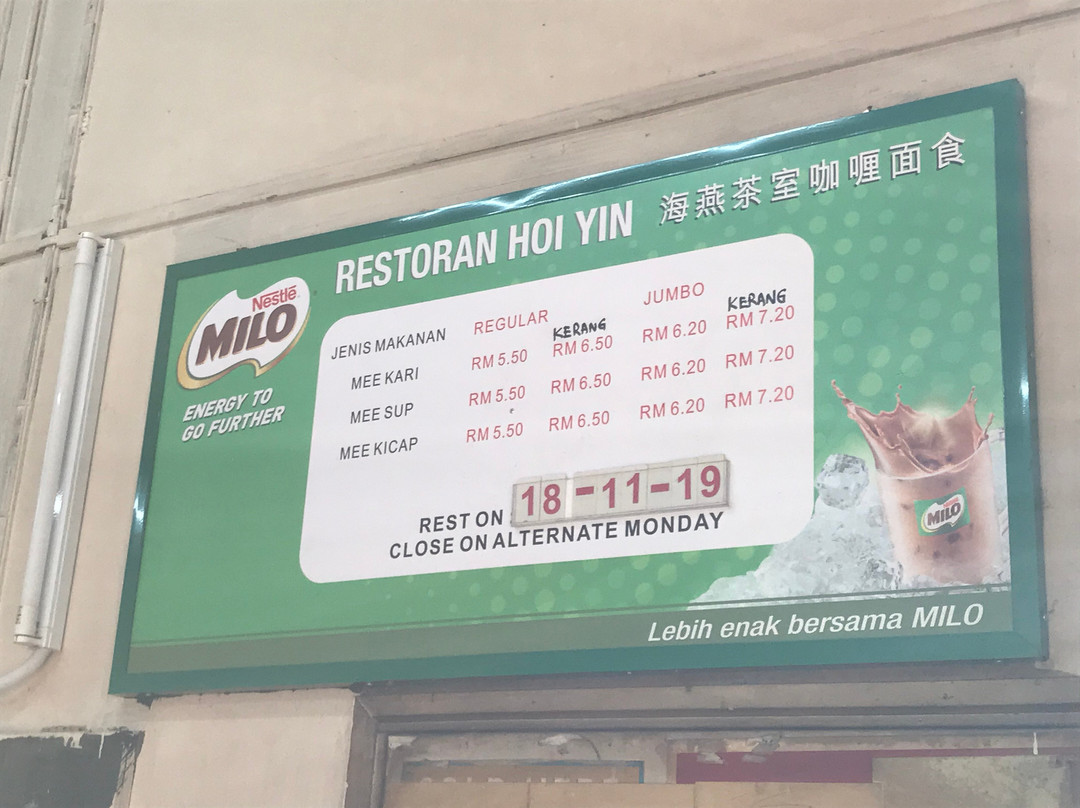 RESTORAN HOI YIN 海燕茶室咖喱面食
Nestlé
MILO
ENERGY TO
GO FURTHER
JENIS MAKANAN REGULAR KERANG JUMBO KERANG
MEE KARI RM 5.50 RM 6.50 RM 6.20 RM 7.20
MEE SUP RM 5.50 RM 6.50 RM 6.20 RM 7.20
MEE KICAP RM 5.50 RM 6.50 RM 6.20 RM 7.20
REST ON 18-11-19
CLOSE ON ALTERNATE MONDAY
MILO
Lebih enak bersama MILO